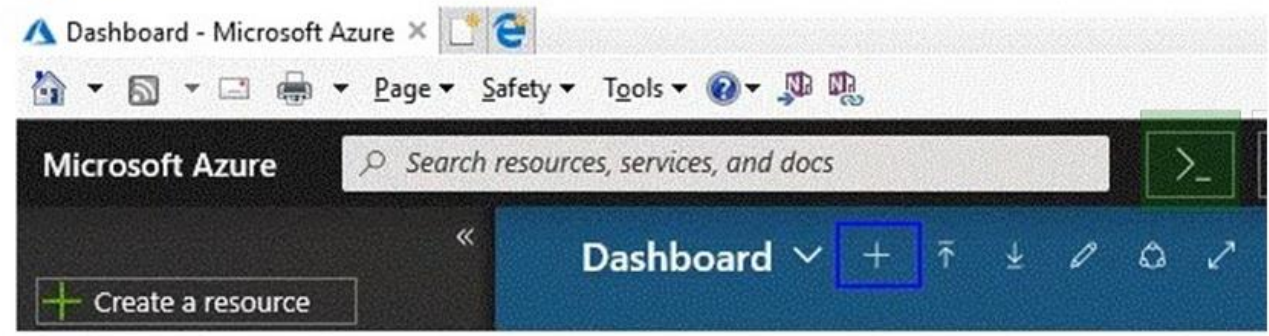 Dashboard - Microsoft Azure
Page Safety Tools
Microsoft Azure Search resources, services, and docs >_
« Dashboard
Create a resource